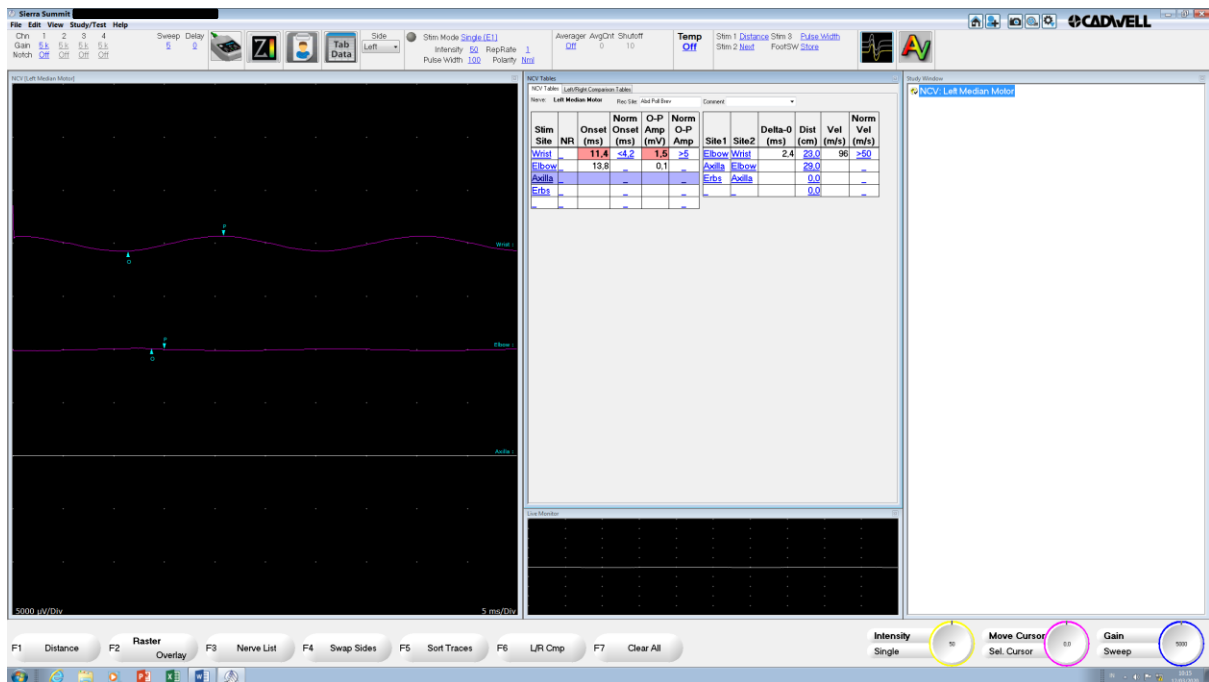 Sierra Summit
File Edit View Study/Test Help
Chn 1 2 3 4
Gain 5 k 5 k 5 k 5 k
Notch Off Off Off Off
Sweep Delay
5 0
Tab
Data
Side
Left
Stim Mode Single (E1)
Intensity 50 RepRate 1
Pulse Width 100 Polarity Nml
Averager AvgCnt Shutoff
Off 0 10
Temp
Off
Stim 1 Distance Stim 3 Pulse Width
Stim 2 Next FootSW Store
CADWELL
NCV [Left Median Motor]
Wrist
Elbow
Axilla
P
O
P
O
5000 µV/Div
5 ms/Div
NCV Tables
NCV Tables Left/Right Comparison Tables
Nerve: Left Median Motor Rec Site: Abd Poll Brev Comment
Stim Site NR Onset (ms) Norm Onset (ms) O-P Amp (mV) Norm O-P Amp Site1 Site2 Delta-0 (ms) Dist (cm) Vel (m/s) Norm Vel (m/s)
Wrist 11,4 <4,2 1,5 >5 Elbow Wrist 2,4 23,0 96 >50
Elbow 13,8 0,1 Axilla Elbow 29,0
Axilla Erbs Axilla 0,0
Erbs 0,0
Live Monitor
Study Window
NCV: Left Median Motor
F1 Distance
F2 Raster Overlay
F3 Nerve List
F4 Swap Sides
F5 Sort Traces
F6 L/R Cmp
F7 Clear All
Intensity
Single
50
Move Cursor
Sel. Cursor
0,0
Gain
Sweep
5000
10:15